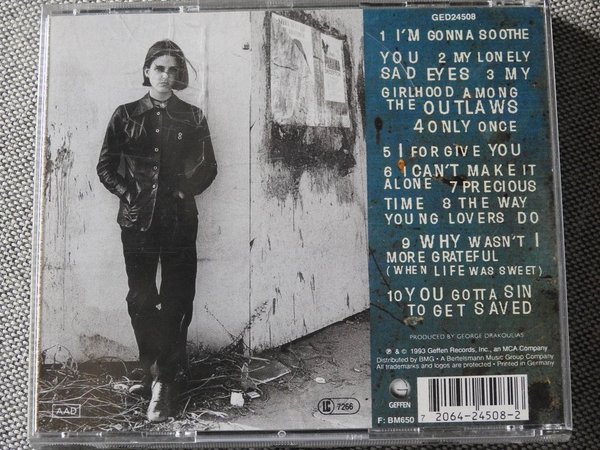 GED24508
1 I'M GONNA SOOTHE
YOU 2 MY LONELY
SAD EYES 3 MY
GIRLHOOD AMONG
THE OUTLAWS
4 ONLY ONCE
5 I FORGIVE YOU
6 I CAN'T MAKE IT
ALONE 7 PRECIOUS
TIME 8 THE WAY
YOUNG LOVERS DO
9 WHY WASN'T I
MORE GRATEFUL
(WHEN LIFE WAS SWEET)
10 YOU GOTTA SIN
TO GET SAVED
PRODUCED BY GEORGE DRAKOULIAS
℗ & © 1993 Geffen Records, Inc., an MCA Company
Distributed by BMG • A Bertelsmann Music Group Company
All trademarks and logos are protected • Printed in Germany
GEFFEN
F: BM650
7 2064-24508-2
AAD
LC 7266